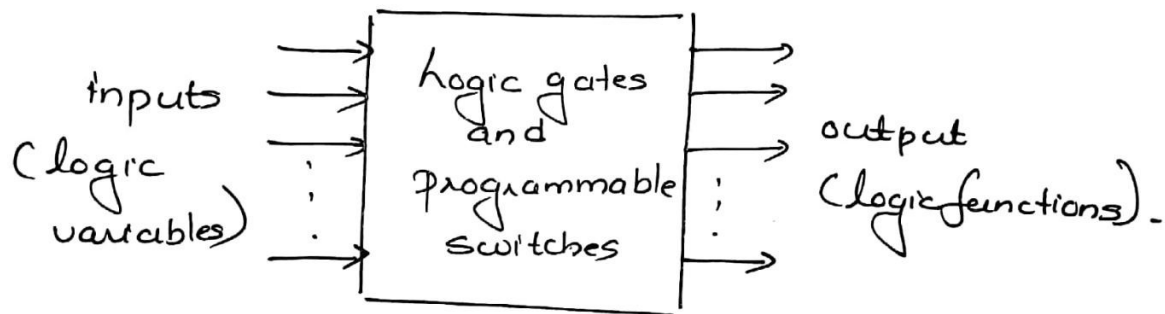 inputs
(logic
variables)
Logic gates
and
programmable
switches
output
(logic functions).